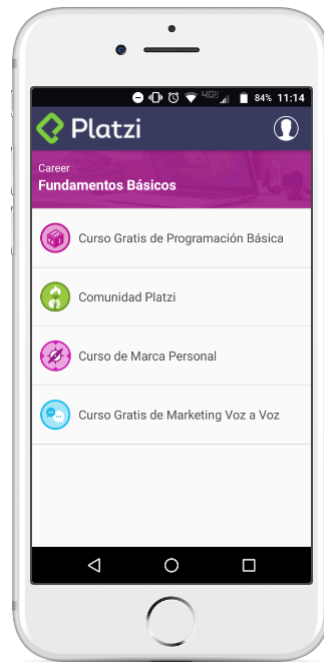 4GE 84% 11:14
Platzi
Career
Fundamentos Básicos
Curso Gratis de Programación Básica
Comunidad Platzi
Curso de Marca Personal
Curso Gratis de Marketing Voz a Voz